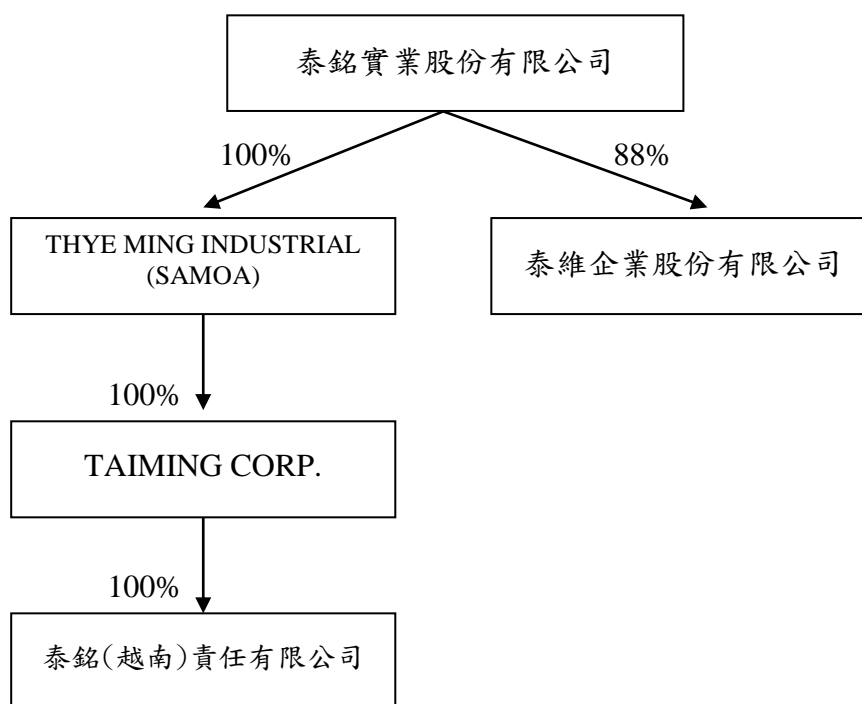 泰銘實業股份有限公司
100%
88%
THYE MING INDUSTRIAL
(SAMOA)
泰維企業股份有限公司
100%
TAIMING CORP.
100%
泰銘(越南)責任有限公司